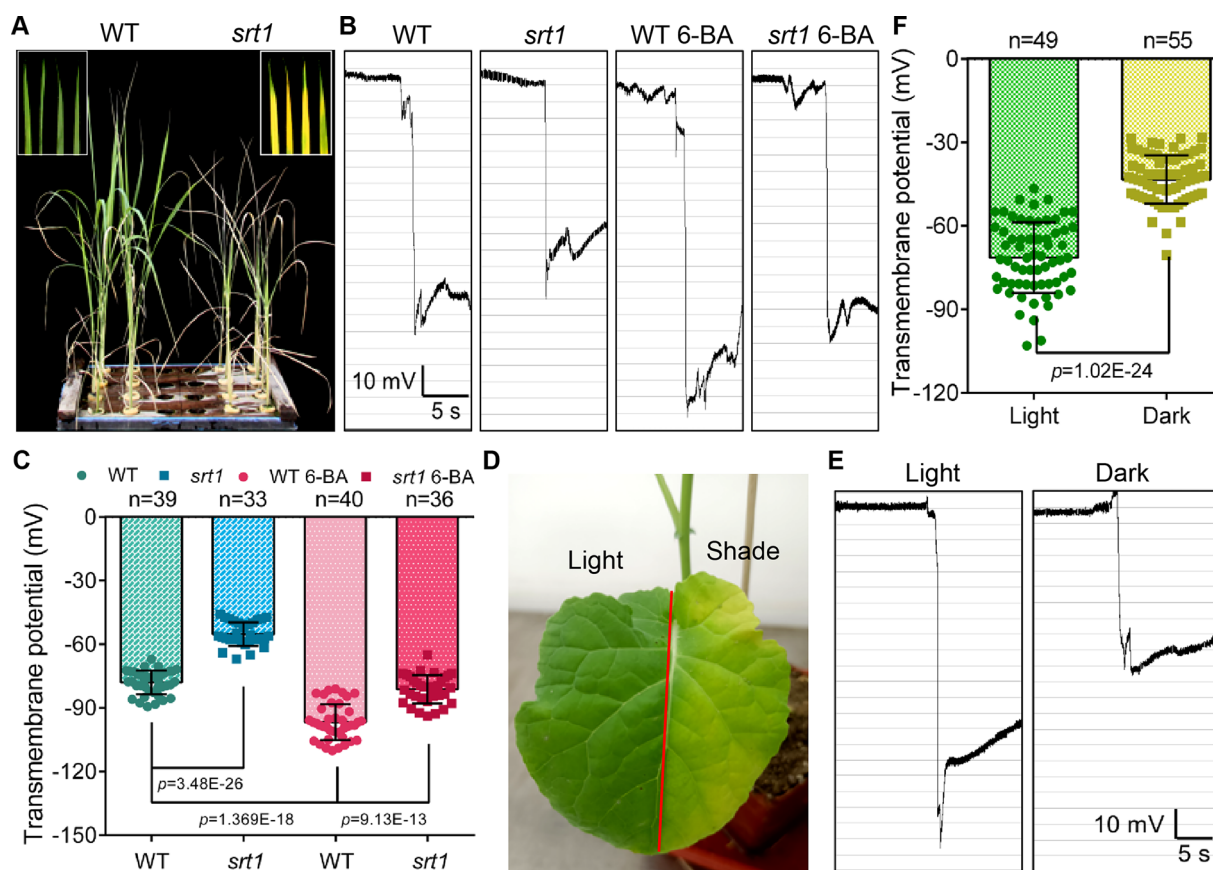 A
WT
srt1
B
WT
srt1
WT 6-BA
srt1 6-BA
10 mV
5 s
F
n=49
n=55
Transmembrane potential (mV)
0
-30
-60
-90
-120
p=1.02E-24
Light
Dark
C
WT
srt1
WT 6-BA
srt1 6-BA
n=39
n=33
n=40
n=36
Transmembrane potential (mV)
0
-30
-60
-90
-120
-150
p=3.48E-26
p=1.369E-18
p=9.13E-13
WT
srt1
WT
srt1
D
Light
Shade
E
Light
Dark
10 mV
5 s